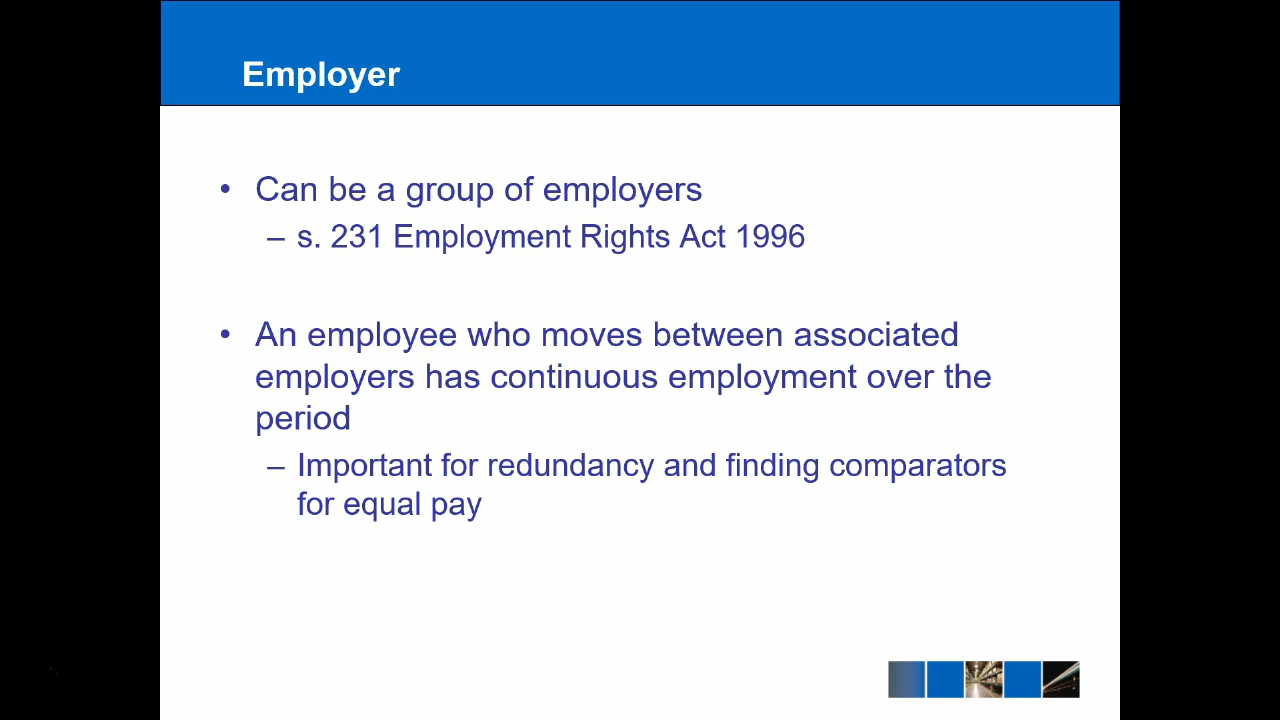 Employer
• Can be a group of employers
– s. 231 Employment Rights Act 1996
• An employee who moves between associated
employers has continuous employment over the
period
– Important for redundancy and finding comparators
for equal pay